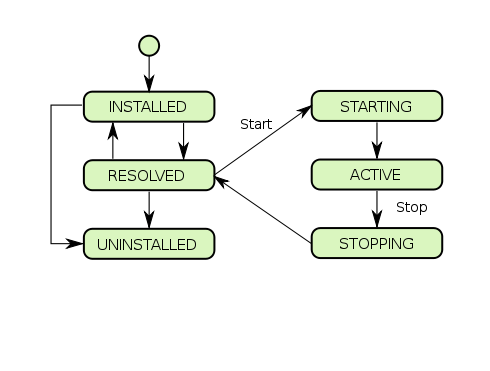 INSTALLED
STARTING
Start
RESOLVED
ACTIVE
Stop
UNINSTALLED
STOPPING